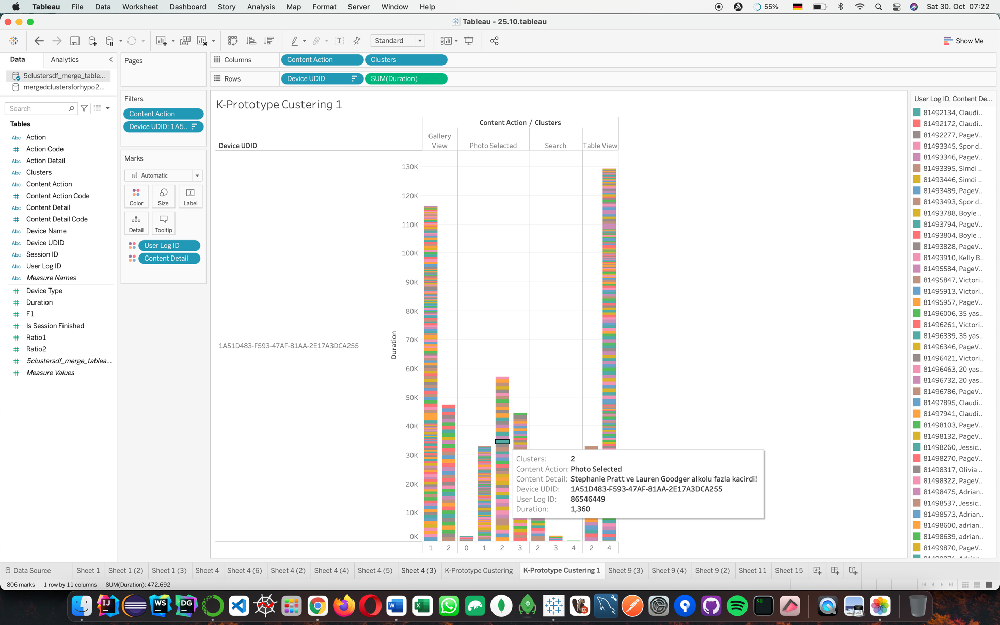 Tableau File Data Worksheet Dashboard Story Analysis Map Format Server Window Help 55% Sat 30. Oct 07:22
Tableau - 25.10.tableau
Standard Show Me
Data Analytics
5clustersdf_merge_table...
mergedclustersforhypo2...
Search
Tables
Abc Action
# Action Code
Abc Action Detail
Abc Clusters
Abc Content Action
# Content Action Code
Abc Content Detail
# Content Detail Code
Abc Device Name
Abc Device UDID
Abc Session ID
Abc User Log ID
Abc Measure Names
# Device Type
# Duration
# F1
# Is Session Finished
# Ratio1
# Ratio2
# 5clustersdf_merge_tablea...
# Measure Values
Pages
Filters
Content Action
Device UDID: 1A5..
Marks
Automatic
Color Size Label
Detail Tooltip
User Log ID
Content Detail
Columns Content Action Clusters
Rows Device UDID SUM(Duration)
K-Prototype Custering 1
Content Action / Clusters
Device UDID
Gallery
View Photo Selected Search Table View
1A51D483-F593-47AF-81AA-2E17A3DCA255
Duration
130K
120K
110K
100K
90K
80K
70K
60K
50K
40K
30K
20K
10K
0K
1 2 0 1 2 3 2 3 4 2 4
Clusters: 2
Content Action: Photo Selected
Content Detail: Stephanie Pratt ve Lauren Goodger alkolu fazla kacirdi!
Device UDID: 1A51D483-F593-47AF-81AA-2E17A3DCA255
User Log ID: 86546449
Duration: 1,360
User Log ID, Content De...
81492134, Claudi..
81492172, Claudi..
81492277, PageV..
81493345, Spor d..
81493346, PageV..
81493395, Simdi ..
81493446, Simdi ..
81493489, PageV..
81493493, Spor d..
81493788, Boyle ..
81493794, PageV..
81493804, Boyle ..
81493828, PageV..
81493910, Kelly B..
81495584, PageV..
81495847, Victori..
81495913, Victori..
81495957, PageV..
81496006, 35 yas..
81496261, Victori..
81496339, 35 yas..
81496346, PageV..
81496421, Victori..
81496463, 20 yas..
81496732, 20 yas..
81496786, PageV..
81497895, Claudi..
81497941, Claudi..
81498103, PageV..
81498132, PageV..
81498260, Jessic..
81498270, PageV..
81498317, Olivia ..
81498322, PageV..
81498475, Adrian..
81498537, Jessic..
81498573, Adrian..
81498600, adrian..
81498639, adrian..
81499870, PageV..
Data Source Sheet 1 Sheet 1 (2) Sheet 1 (3) Sheet 4 Sheet 4 (6) Sheet 4 (2) Sheet 4 (4) Sheet 4 (5) Sheet 4 (3) K-Prototype Custering K-Prototype Custering 1 Sheet 9 (3) Sheet 9 (4) Sheet 9 (2) Sheet 11 Sheet 15
806 marks 1 row by 11 columns SUM(Duration): 472,692
IJ WS DG W X EE